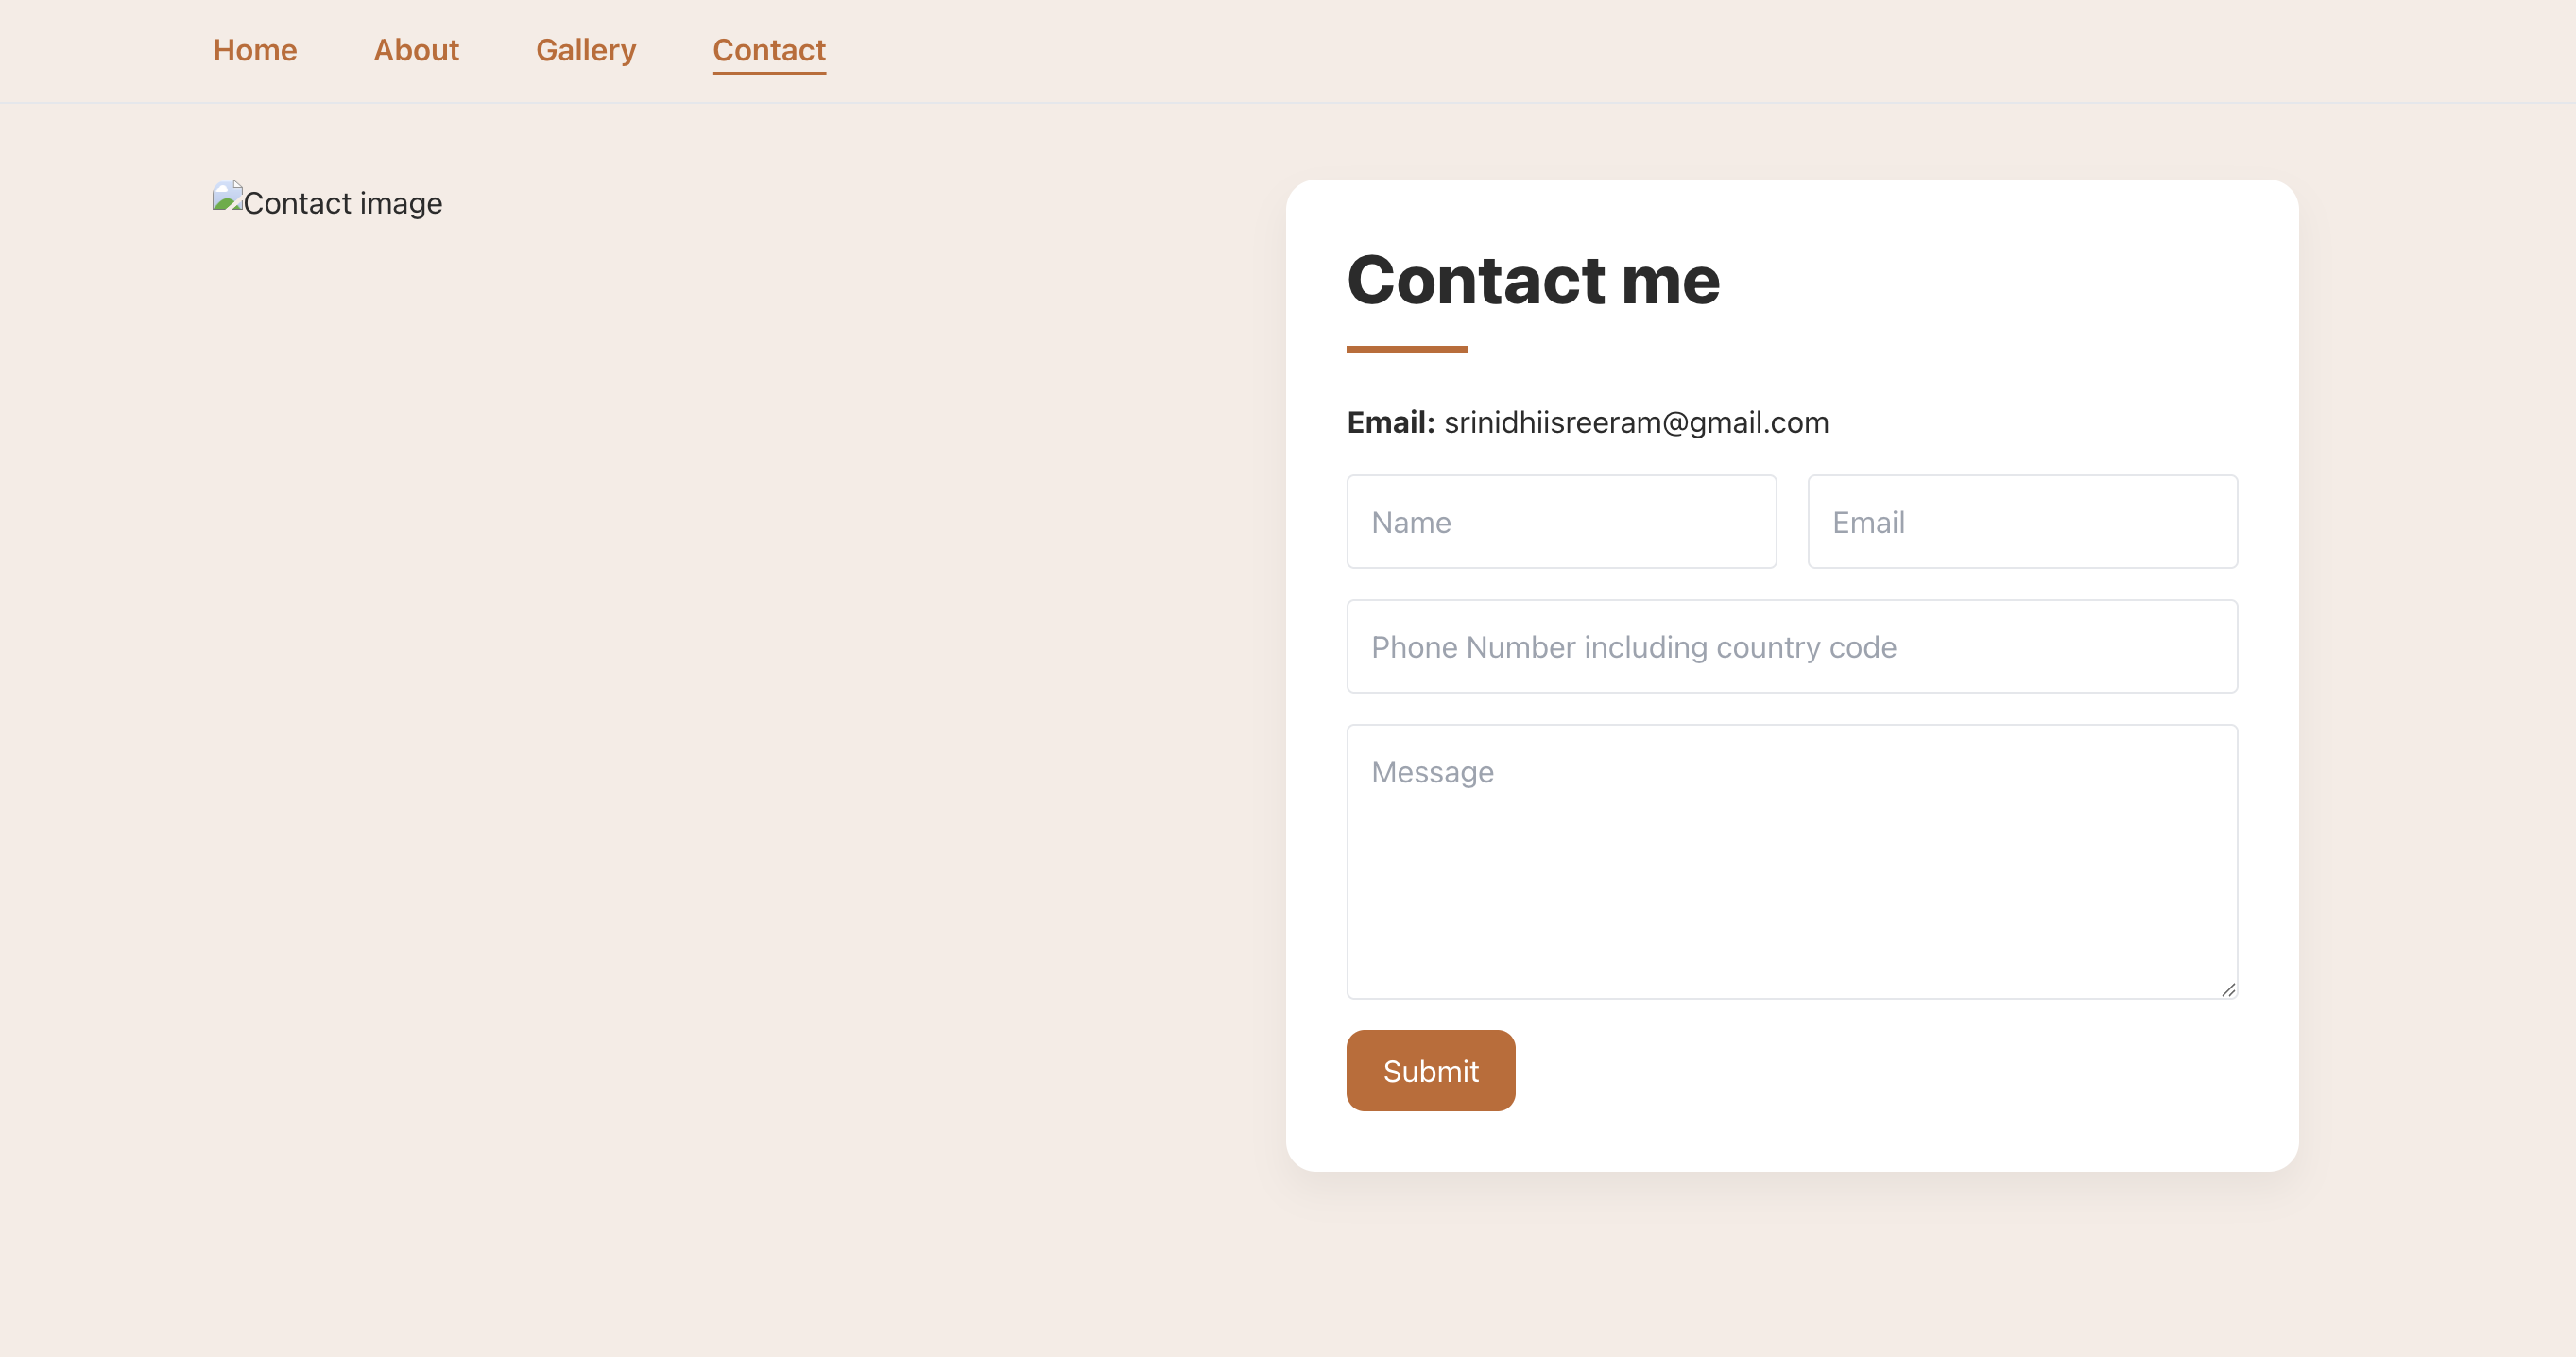 Home About Gallery Contact
Contact image
Contact me
Email: srinidhiisreeram@gmail.com
Name Email
Phone Number including country code
Message
Submit